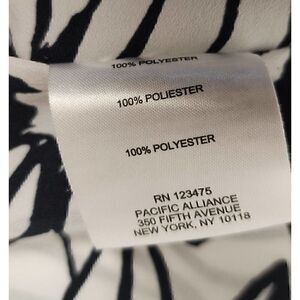 100% POLYESTER
100% POLIESTER
100% POLYESTER
RN 123475
PACIFIC ALLIANCE
350 FIFTH AVENUE
NEW YORK, NY 10118